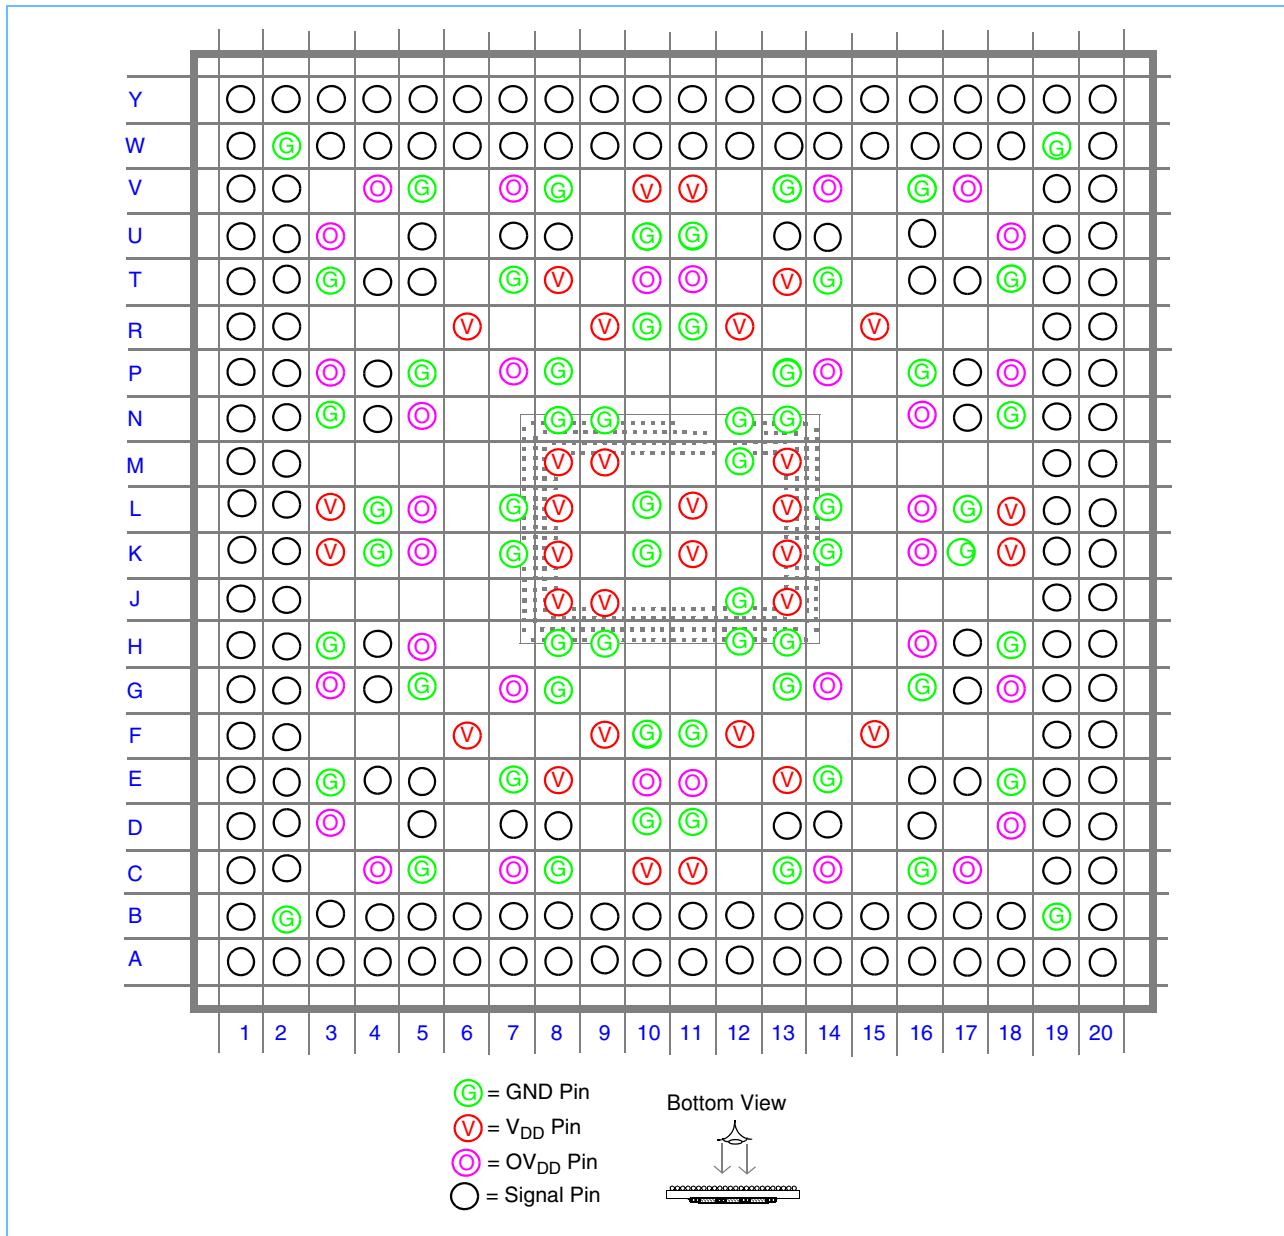 Y
W G G
V O G O G V V G O G O
U O G G O
T G G V O O V G G
R V V G G V V
P O G O G G O G O
N G O G G G G O G
M V V G V
L V G O G V G V V G O G V
K V G O G V G V V G O G V
J V V G V
H G O G G G G O G
G O G O G G O G O
F V V G G V V
E G G V O O V G G
D O G G O
C O G O G V V G O G O
B G G
A
1 2 3 4 5 6 7 8 9 10 11 12 13 14 15 16 17 18 19 20
G = GND Pin
V = VDD Pin
O = OVDD Pin
= Signal Pin
Bottom View